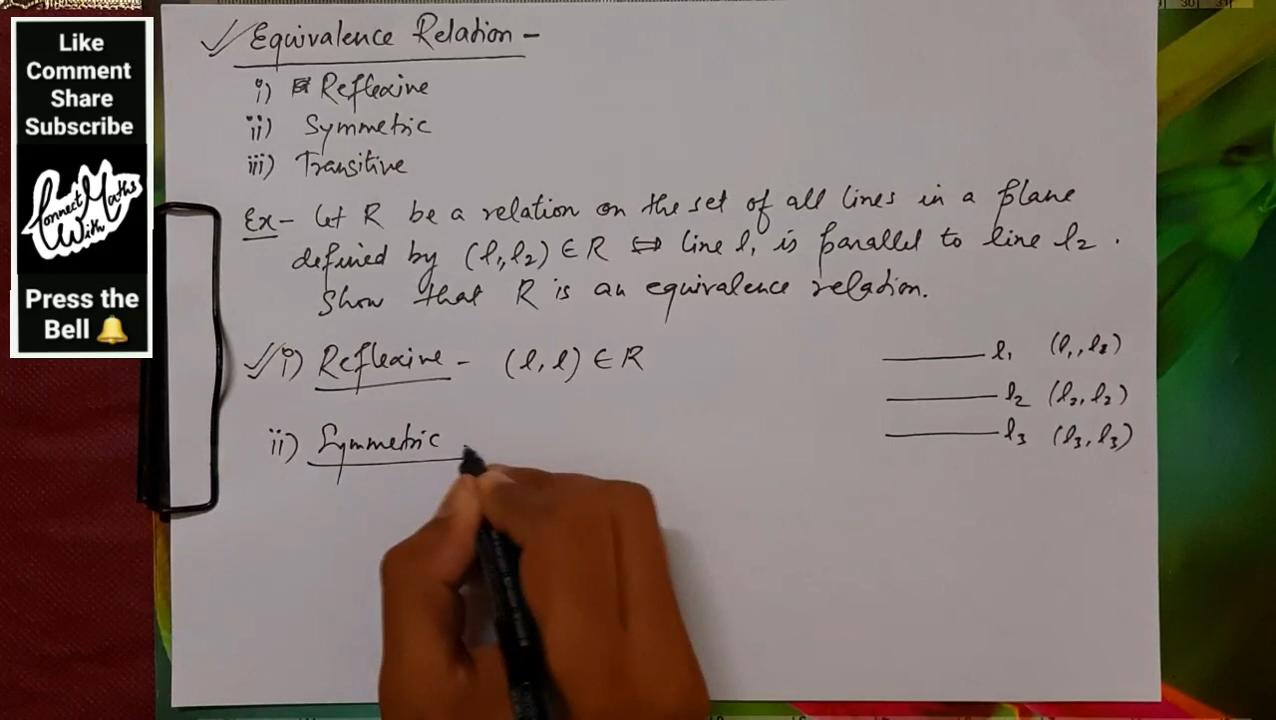 Like
Comment
Share
Subscribe
Connect
With
Maths
Press the
Bell 🔔
Equivalence Relation -
i) Reflexive
ii) Symmetric
iii) Transitive
Ex- Let R be a relation on the set of all lines in a plane
defined by (l₁, l₂) ∈ R ⇔ line l₁ is parallel to line l₂.
Show that R is an equivalence relation.
i) Reflexive - (l, l) ∈ R
l₁ (l₁, l₁)
l₂ (l₂, l₂)
l₃ (l₃, l₃)
ii) Symmetric